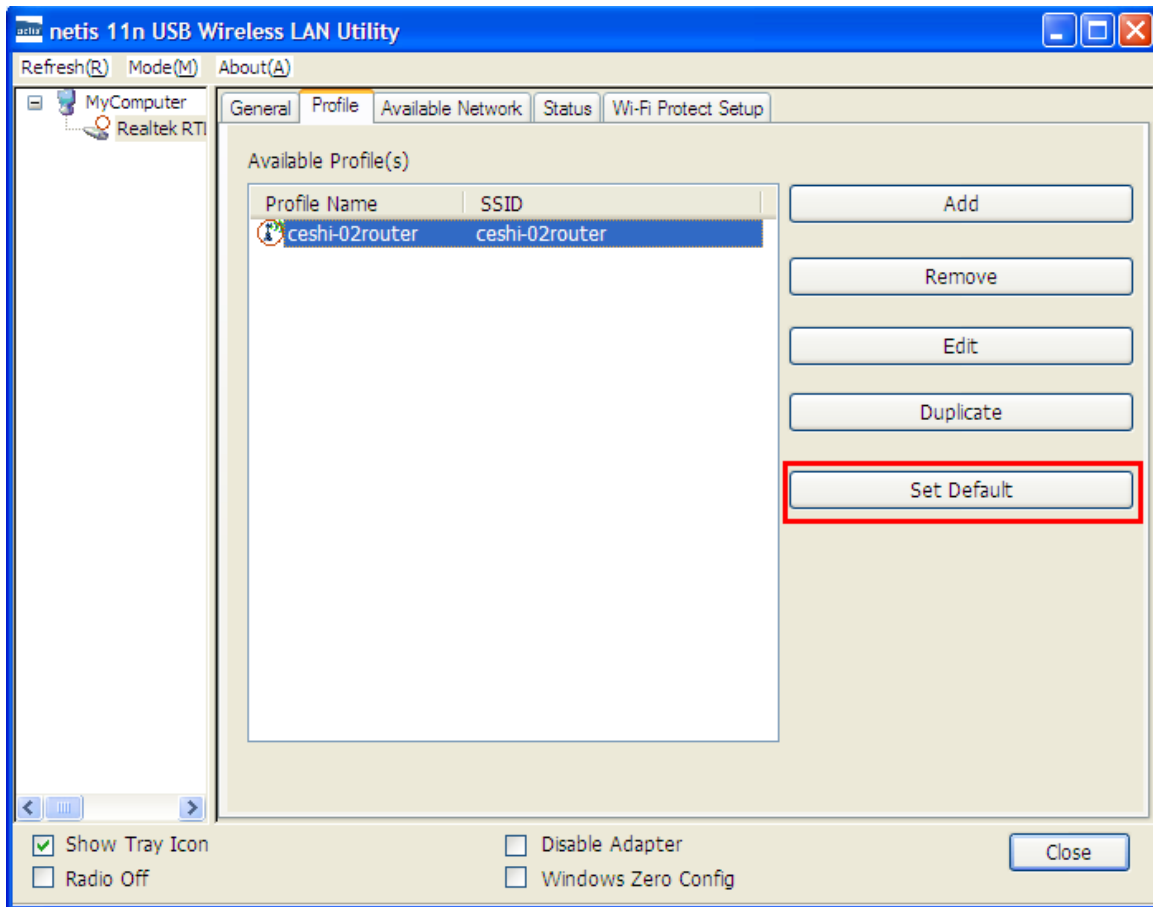 netis 11n USB Wireless LAN Utility
Refresh(R) Mode(M) About(A)
MyComputer
Realtek RTL
General Profile Available Network Status Wi-Fi Protect Setup
Available Profile(s)
Profile Name SSID
ceshi-02router ceshi-02router
Add
Remove
Edit
Duplicate
Set Default
Show Tray Icon
Radio Off
Disable Adapter
Windows Zero Config
Close